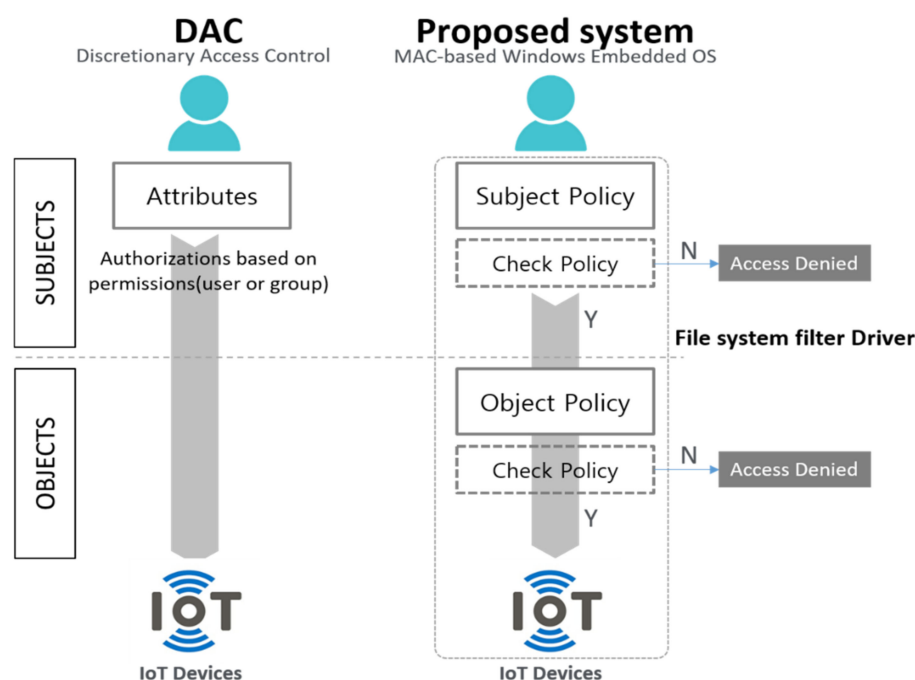 DAC
Discretionary Access Control
Proposed system
MAC-based Windows Embedded OS
SUBJECTS
Attributes
Authorizations based on
permissions(user or group)
Subject Policy
Check Policy
N
Access Denied
Y
File system filter Driver
OBJECTS
Object Policy
Check Policy
N
Access Denied
Y
IoT
IoT Devices
IoT
IoT Devices